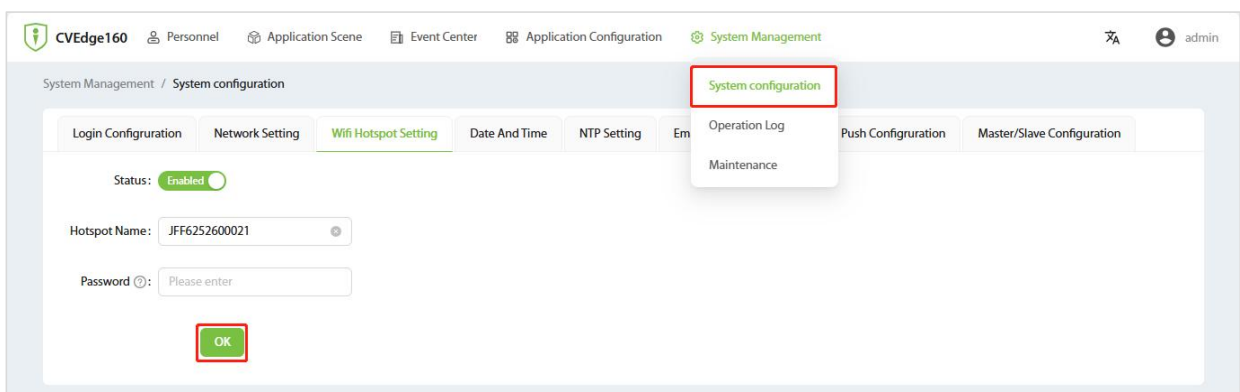 CVEdge160 Personnel Application Scene Event Center Application Configuration System Management admin
System Management / System configuration
System configuration
Operation Log
Maintenance
Login Configruration Network Setting Wifi Hotspot Setting Date And Time NTP Setting Em Push Configruration Master/Slave Configuration
Status: Enabled
Hotspot Name: JFF6252600021
Password ?: Please enter
OK